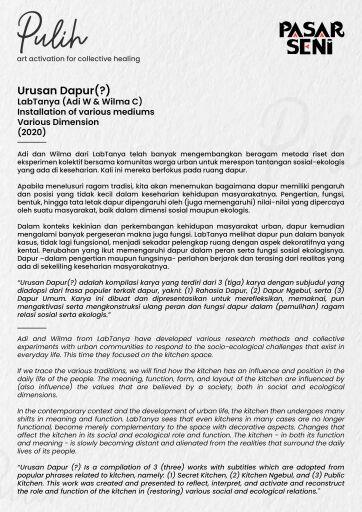 Pulih
art activation for collective healing
PASAR
SENI
Urusan Dapur(?)
LabTanya (Adi W & Wilma C)
Installation of various mediums
Various Dimension
(2020)
Adi dan Wilma dari LabTanya telah banyak mengembangkan beragam metoda riset dan
eksperimen kolektif bersama komunitas warga urban untuk merespon tantangan sosial-ekologis
yang ada di keseharian. Kali ini mereka berfokus pada ruang dapur.
Apabila menelusuri ragam tradisi, kita akan menemukan bagaimana dapur memiliki pengaruh
dan posisi yang tidak kecil dalam keseharian kehidupan masyarakatnya. Pengertian, fungsi,
bentuk, hingga tata letak dapur dipengaruhi oleh (juga memengaruhi) nilai-nilai yang dipercaya
oleh suatu masyarakat, baik dalam dimensi sosial maupun ekologis.
Dalam konteks kekinian dan perkembangan kehidupan masyarakat urban, dapur kemudian
mengalami banyak pergeseran makna juga fungsi. LabTanya melihat dapur pun dalam banyak
kasus, tidak lagi fungsional, menjadi sekadar pelengkap ruang dengan aspek dekoratifnya yang
kental. Perubahan yang ikut memengaruhi dapur dalam peran serta fungsi sosial ekologisnya.
Dapur -dalam pengertian maupun fungsinya- perlahan berjarak dan terasing dari realitas yang
ada di sekeliling keseharian masyarakatnya.
"Urusan Dapur(?) adalah kompilasi karya yang terdiri dari 3 (tiga) karya dengan subjudul yang
diadopsi dari frasa populer terkait dapur, yakni: (1) Rahasia Dapur, (2) Dapur Ngebul, serta (3)
Dapur Umum. Karya ini dibuat dan dipresentasikan untuk merefleksikan, memaknai, pun
mengaktivasi serta mengkonstruksi ulang peran dan fungsi dapur dalam (pemulihan) ragam
relasi sosial serta ekologis."
Adi and Wilma from LabTanya have developed various research methods and collective
experiments with urban communities to respond to the socio-ecological challenges that exist in
everyday life. This time they focused on the kitchen space.
If we trace the various traditions, we will find how the kitchen has an influence and position in the
daily life of the people. The meaning, function, form, and layout of the kitchen are influenced by
(also influence) the values that are believed by a society, both in social and ecological
dimensions.
In the contemporary context and the development of urban life, the kitchen then undergoes many
shifts in meaning and function. LabTanya sees that even kitchens in many cases are no longer
functional, become merely complementary to the space with decorative aspects. Changes that
affect the kitchen in its social and ecological role and function. The kitchen - in both its function
and meaning - is slowly becoming distant and alienated from the realities that surround the daily
lives of its people.
"Urusan Dapur (?) Is a compilation of 3 (three) works with subtitles which are adopted from
popular phrases related to kitchen, namely: (1) Secret Kitchen, (2) Kitchen Ngebul, and (3) Public
Kitchen. This work was created and presented to reflect, interpret, and activate and reconstruct
the role and function of the kitchen in (restoring) various social and ecological relations."